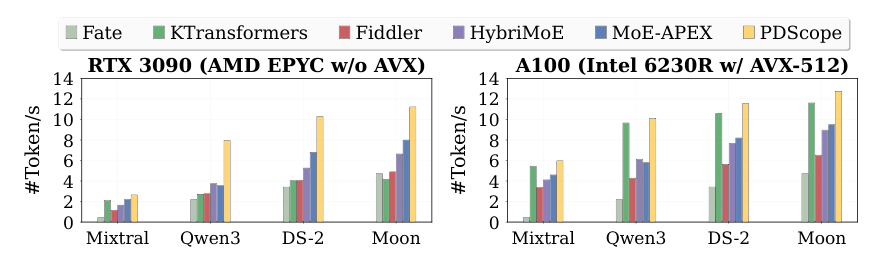 Fate KTransformers Fiddler HybriMoE MoE-APEX PDScope
RTX 3090 (AMD EPYC w/o AVX)
#Token/s
14
12
10
8
6
4
2
0
Mixtral Qwen3 DS-2 Moon
A100 (Intel 6230R w/ AVX-512)
#Token/s
14
12
10
8
6
4
2
0
Mixtral Qwen3 DS-2 Moon